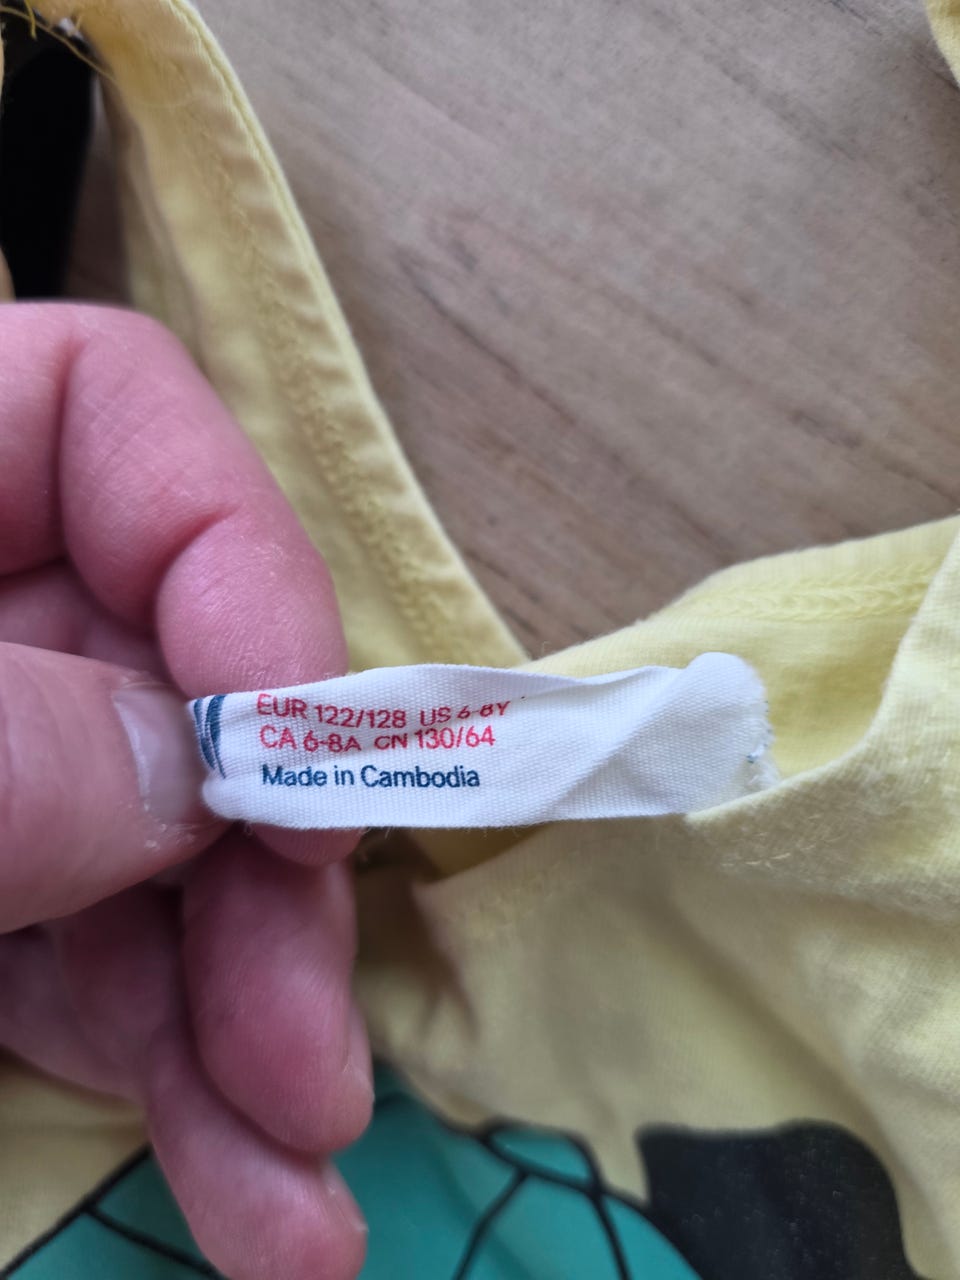 EUR 122/128 US 6-8Y
CA 6-8A CN 130/64
Made in Cambodia